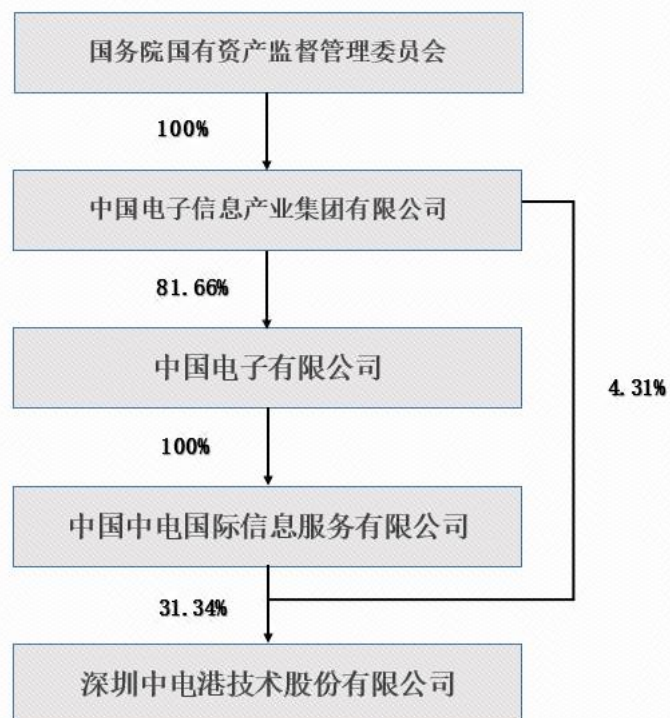 国务院国有资产监督管理委员会
100%
中国电子信息产业集团有限公司
81.66%
中国电子有限公司
4.31%
100%
中国中电国际信息服务有限公司
31.34%
深圳中电港技术股份有限公司